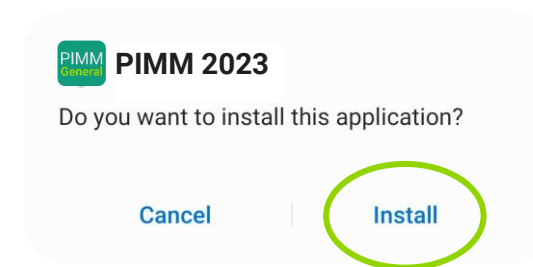 PIMM
General
PIMM 2023
Do you want to install this application?
Cancel
Install